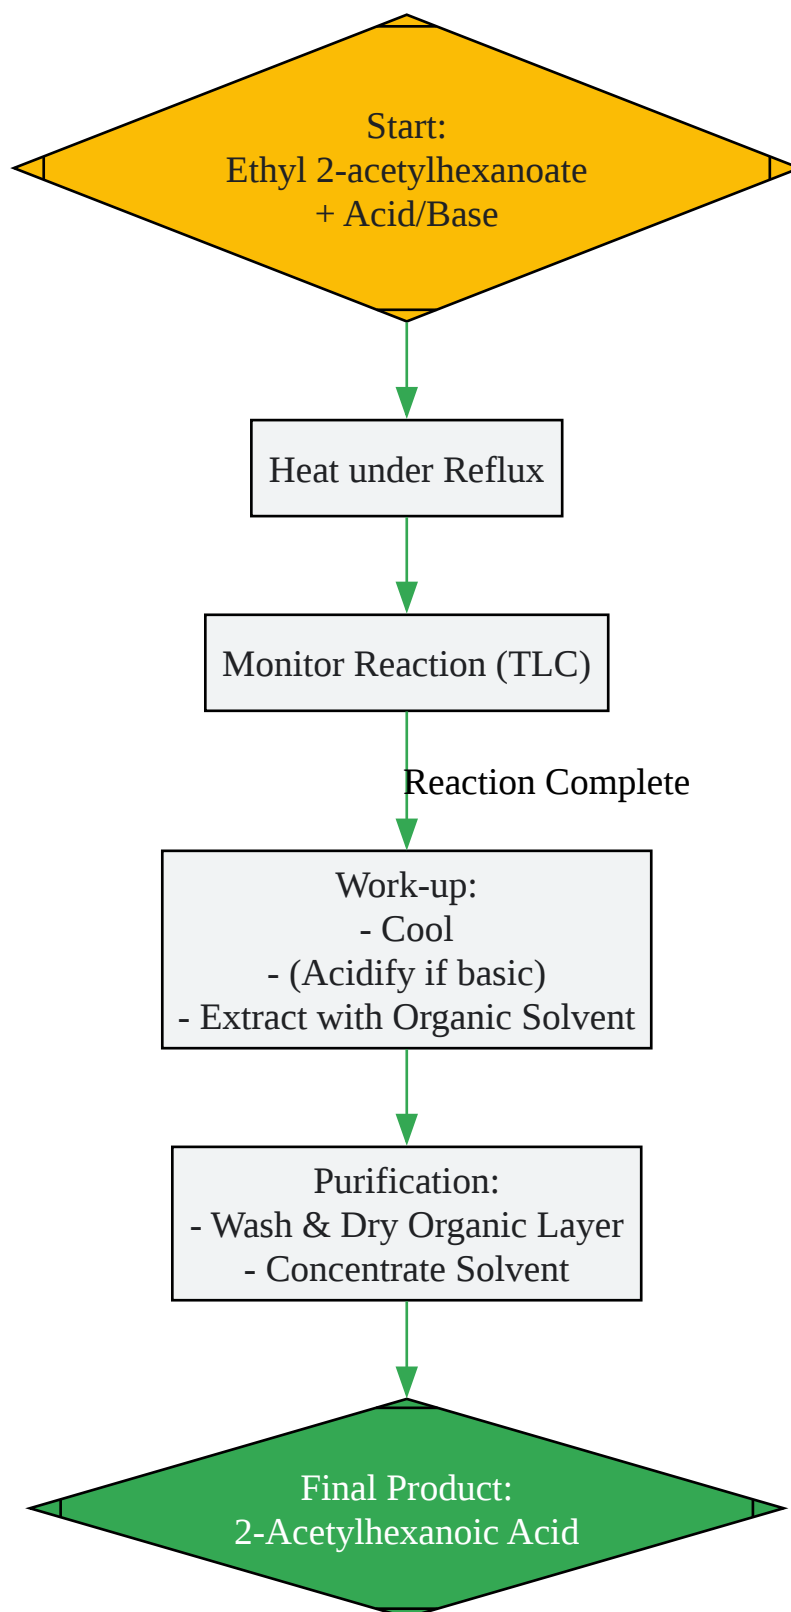 Start:
Ethyl 2-acetylhexanoate
+ Acid/Base
Heat under Reflux
Monitor Reaction (TLC)
Reaction Complete
Work-up:
- Cool
- (Acidify if basic)
- Extract with Organic Solvent
Purification:
- Wash & Dry Organic Layer
- Concentrate Solvent
Final Product:
2-Acetylhexanoic Acid